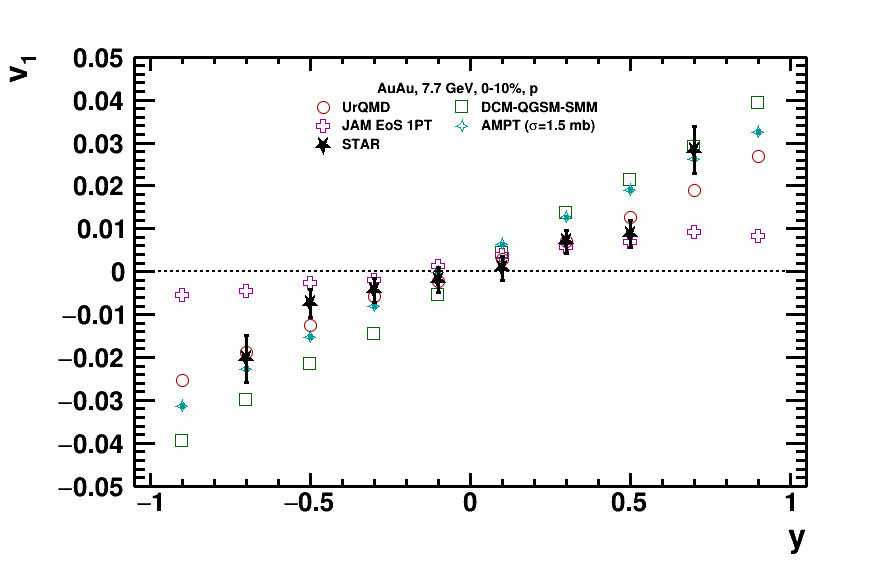 v1
0.05
0.04
0.03
0.02
0.01
0
−0.01
−0.02
−0.03
−0.04
−0.05
AuAu, 7.7 GeV, 0-10%, p
UrQMD
DCM-QGSM-SMM
JAM EoS 1PT
AMPT (σ=1.5 mb)
STAR
−1
−0.5
0
0.5
1
y